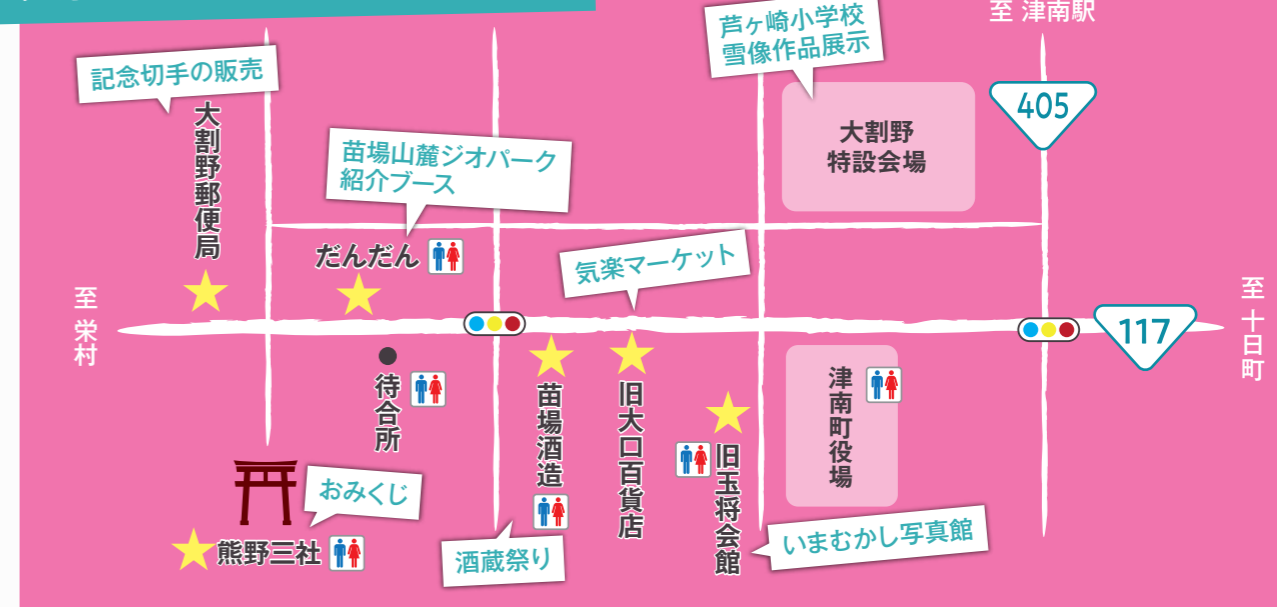 至 津南駅
芦ヶ崎小学校
雪像作品展示
記念切手の販売
405
大割野郵便局
大割野
特設会場
苗場山麓ジオパーク
紹介ブース
だんだん
気楽マーケット
至 栄村
至 十日町
117
待合所
苗場酒造
旧大口百貨店
津南町役場
旧玉将会館
おみくじ
熊野三社
酒蔵祭り
いまむかし写真館